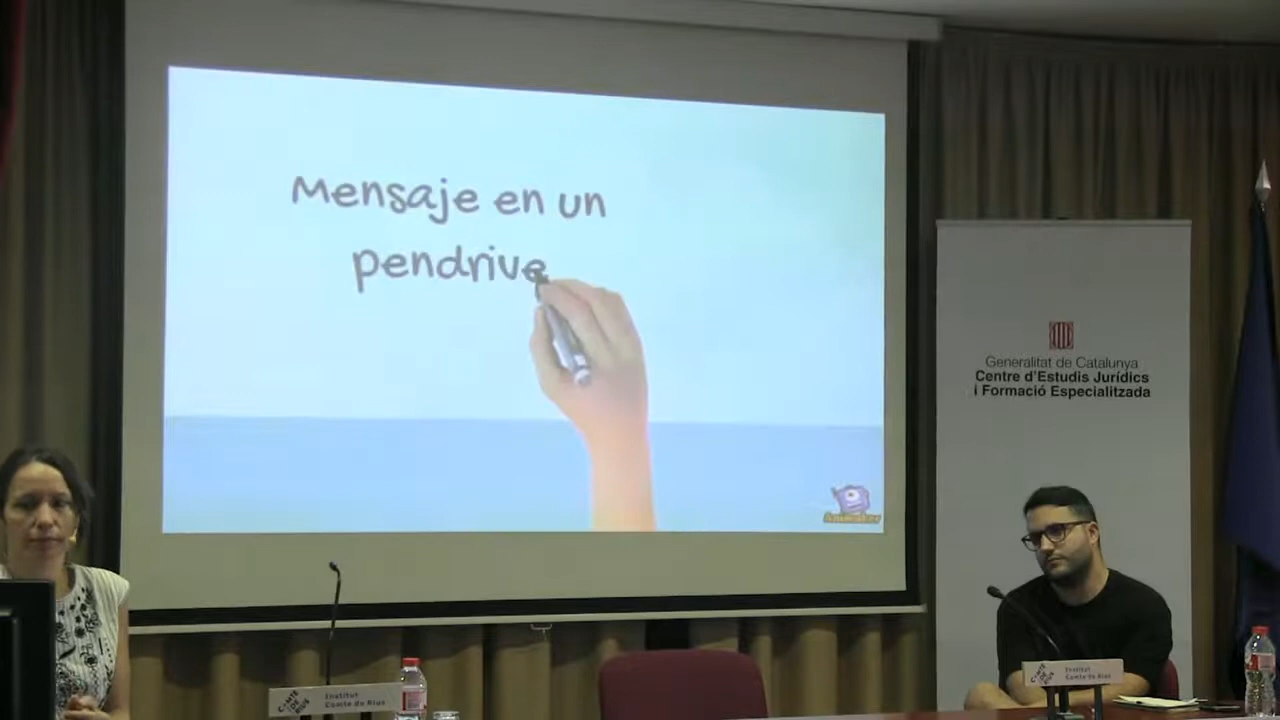 Mensaje en un
pendrive
Generalitat de Catalunya
Centre d'Estudis Jurídics
i Formació Especialitzada
Institut
Comte de Rius
Institut
Comte de Rius